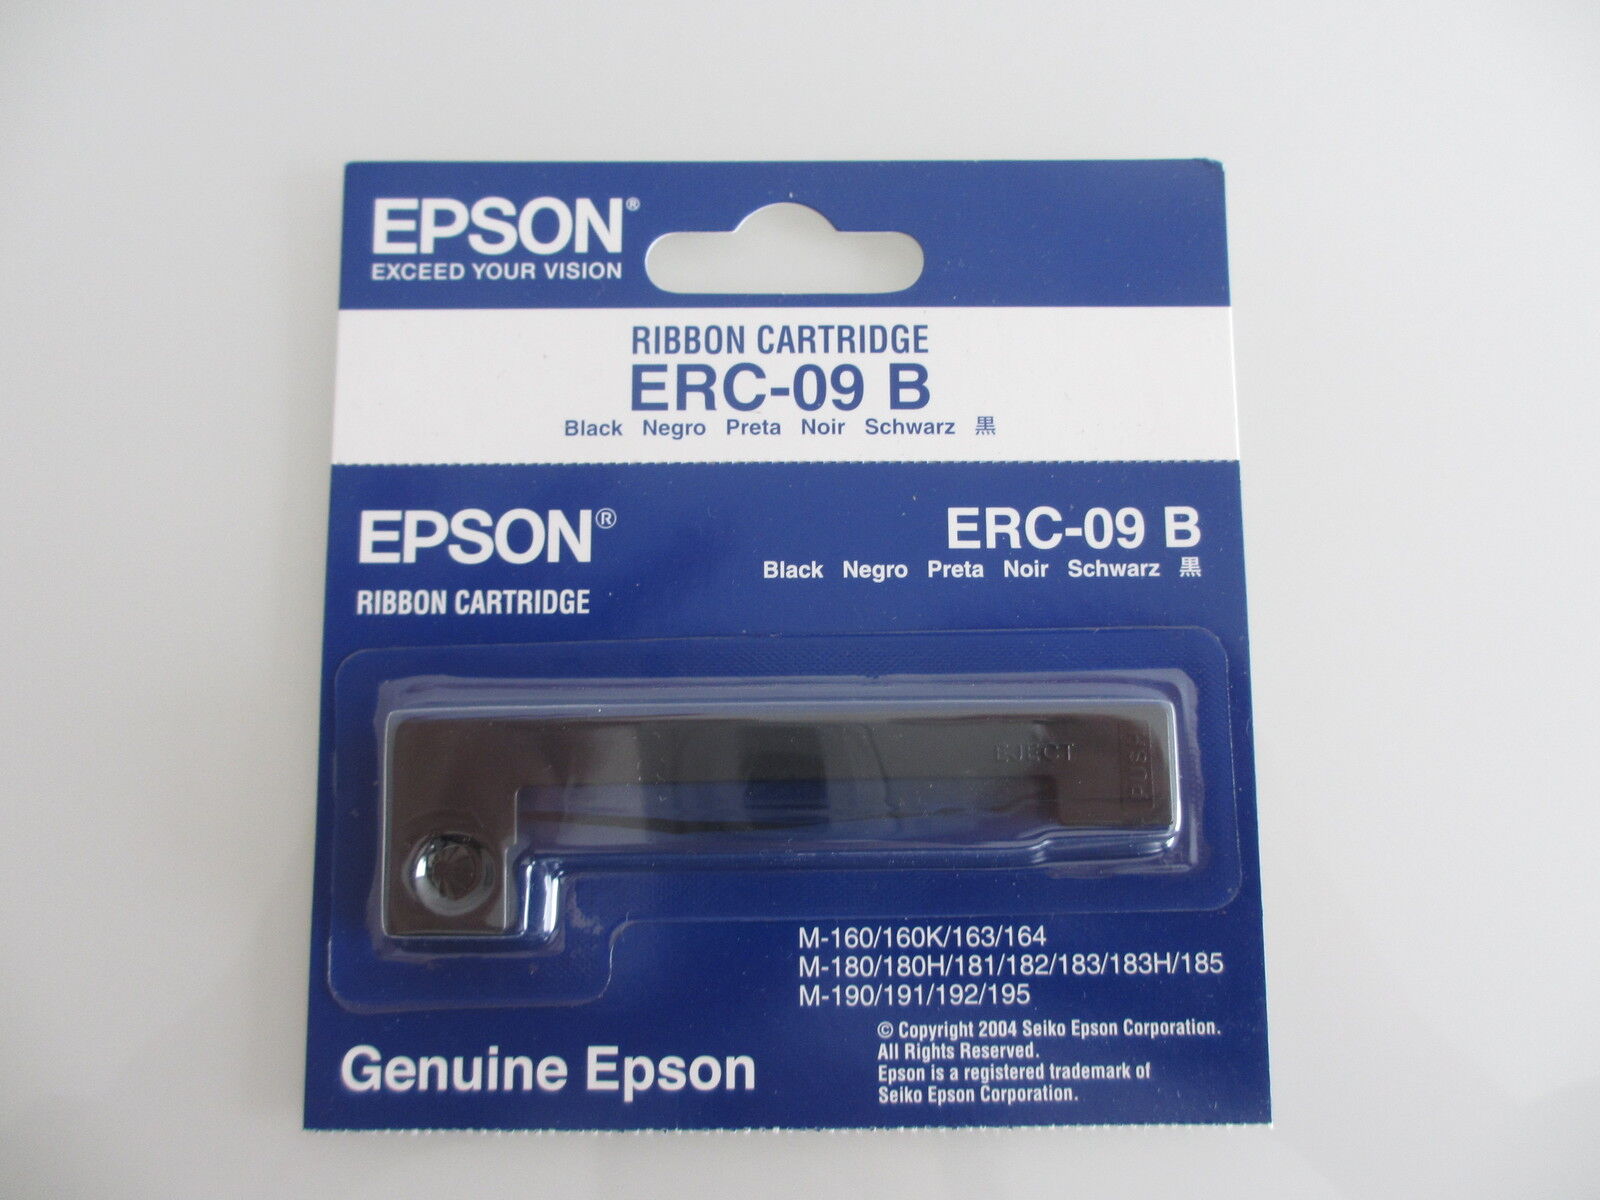 EPSON®
EXCEED YOUR VISION
RIBBON CARTRIDGE
ERC-09 B
Black Negro Preta Noir Schwarz 黒
EPSON®
RIBBON CARTRIDGE
ERC-09 B
Black Negro Preta Noir Schwarz 黒
EJECT
PUSH
M-160/160K/163/164
M-180/180H/181/182/183/183H/185
M-190/191/192/195
© Copyright 2004 Seiko Epson Corporation.
All Rights Reserved.
Epson is a registered trademark of
Seiko Epson Corporation.
Genuine Epson